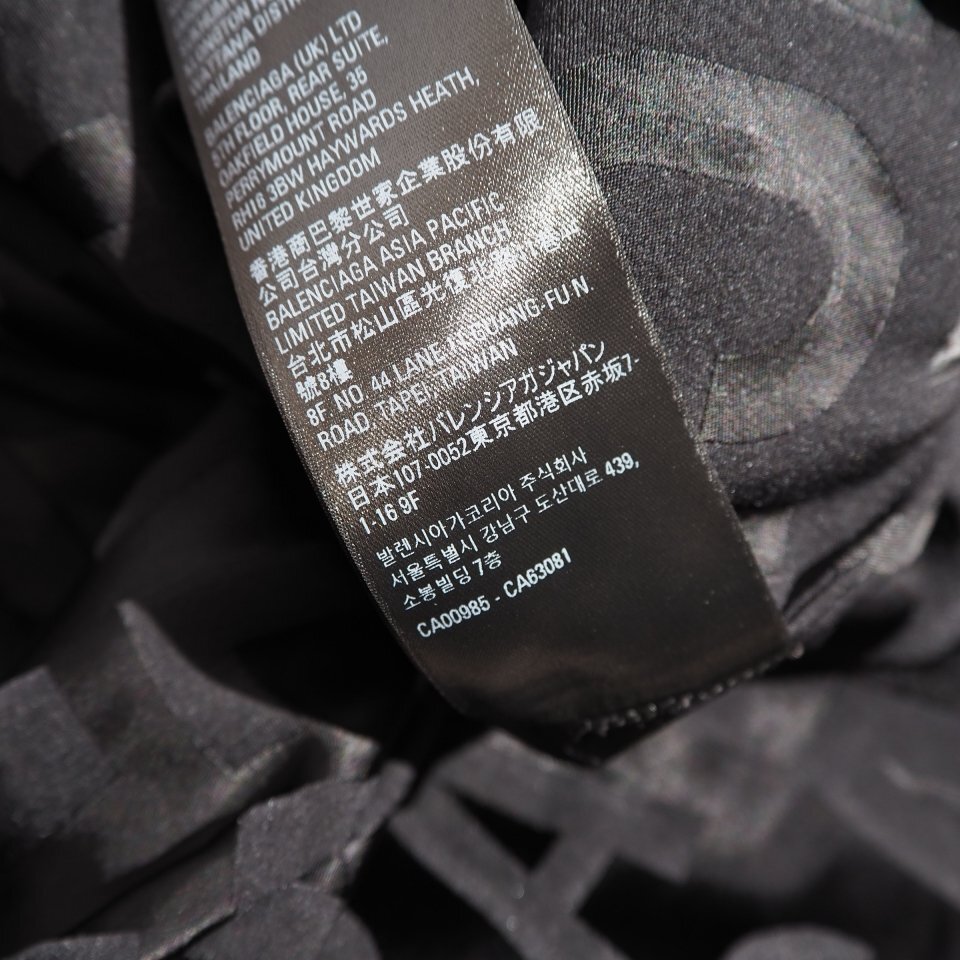 THAILAND
BALENCIAGA (UK) LTD
5TH FLOOR, REAR SUITE,
OAKFIELD HOUSE, 35
PERRYMOUNT ROAD
RH16 3BW HAYWARDS HEATH,
UNITED KINGDOM
香港商巴黎世家企業股份有限
公司台灣分公司
BALENCIAGA ASIA PACIFIC
LIMITED TAIWAN BRANCH
台北市松山區光復北路
號8樓
8F NO. 44 LANE KUANG-FU N
ROAD, TAPEI, TAIWAN
株式会社バレンシアガジャパン
日本107-0052東京都港区赤坂7-
1-16 9F
발렌시아가코리아 주식회사
서울특별시 강남구 도산대로 439,
소봉빌딩 7층
CA00985 - CA63081